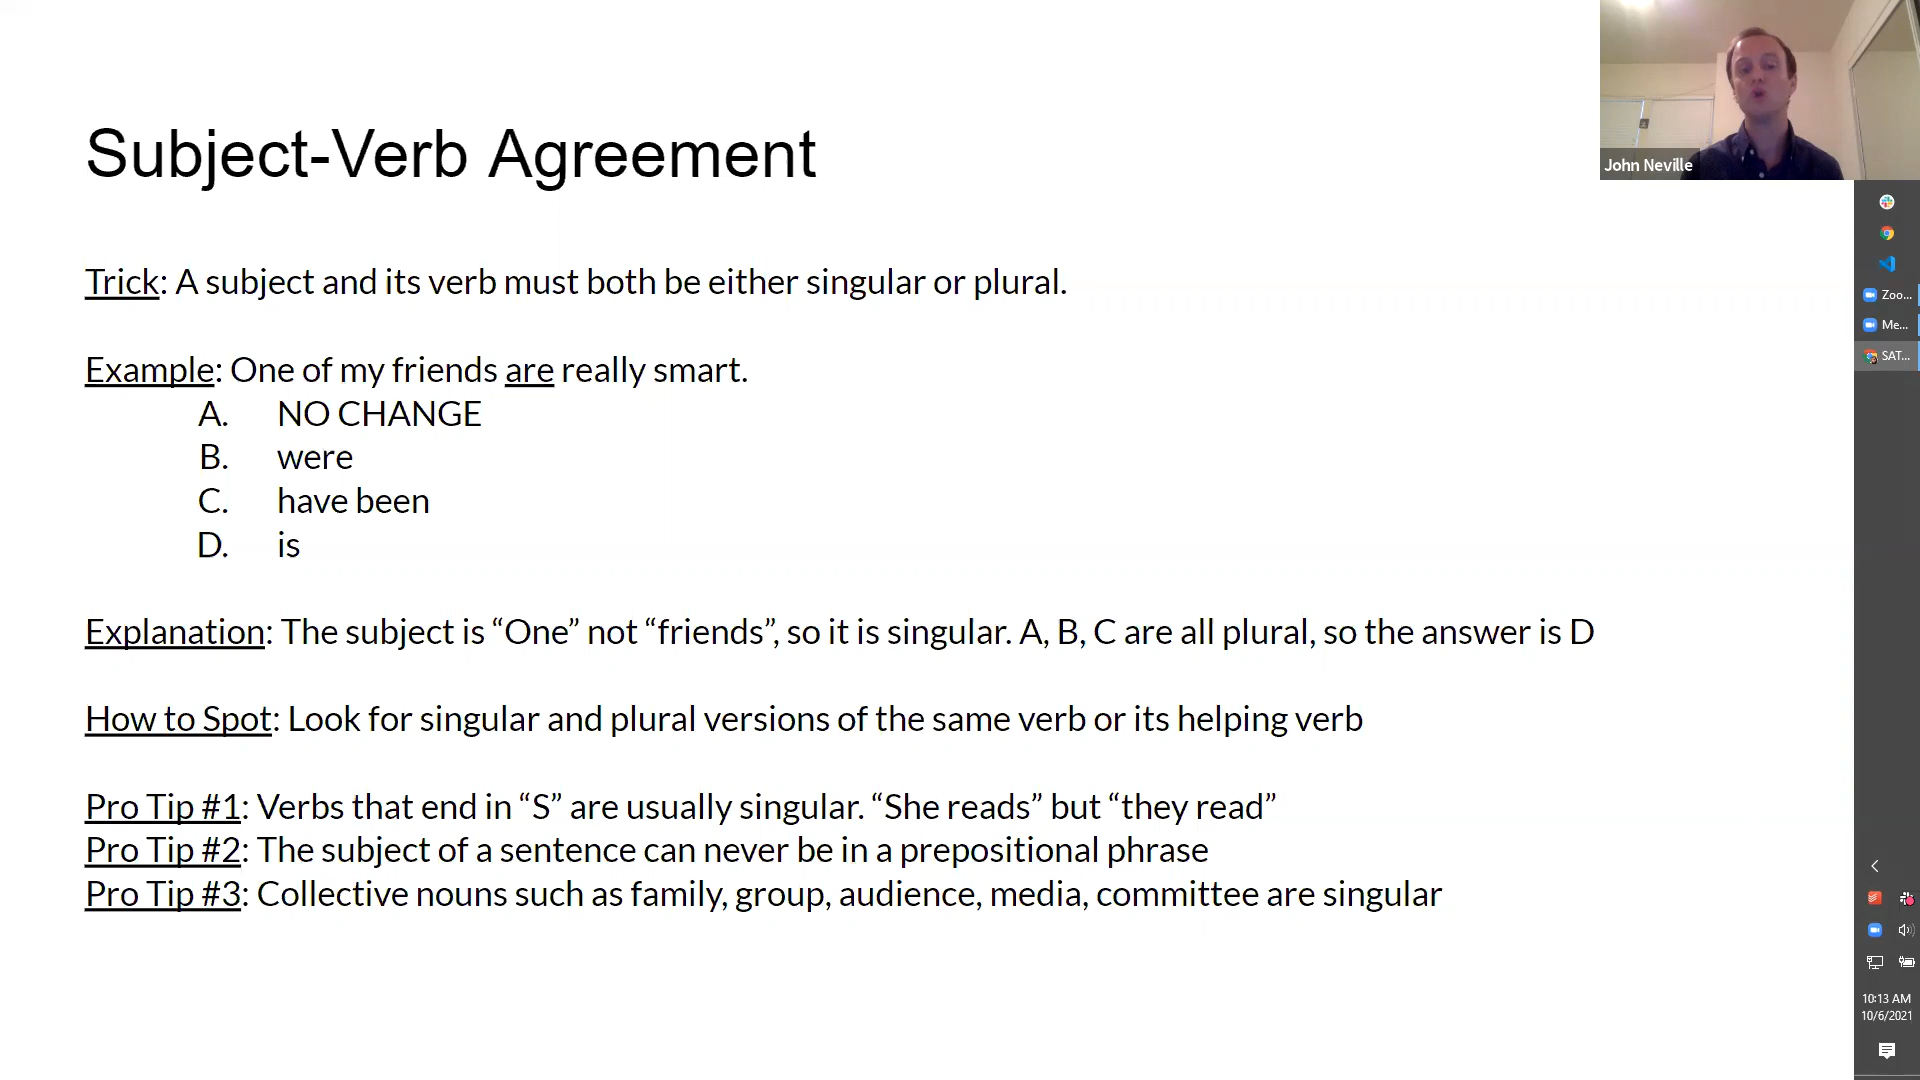 Subject-Verb Agreement
John Neville
Trick: A subject and its verb must both be either singular or plural.
Example: One of my friends are really smart.
A. NO CHANGE
B. were
C. have been
D. is
Explanation: The subject is “One” not “friends”, so it is singular. A, B, C are all plural, so the answer is D
How to Spot: Look for singular and plural versions of the same verb or its helping verb
Pro Tip #1: Verbs that end in “S” are usually singular. “She reads” but “they read”
Pro Tip #2: The subject of a sentence can never be in a prepositional phrase
Pro Tip #3: Collective nouns such as family, group, audience, media, committee are singular
Zoo...
Me...
SAT...
10:13 AM
10/6/2021